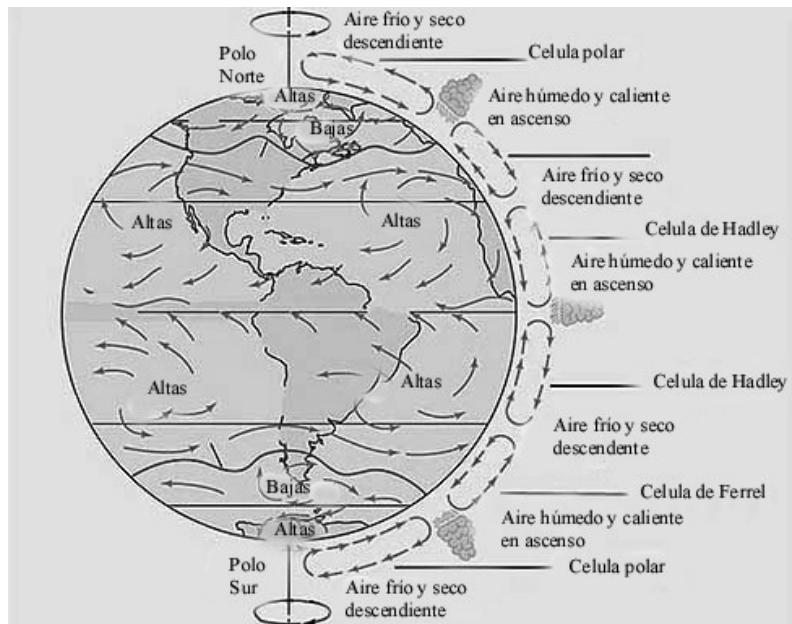 Aire frío y seco
descendiente
Celula polar
Polo
Norte
Altas
Aire húmedo y caliente
en ascenso
Bajas
Aire frío y seco
descendiente
Altas
Altas
Celula de Hadley
Aire húmedo y caliente
en ascenso
Altas
Altas
Celula de Hadley
Aire frío y seco
descendente
Bajas
Celula de Ferrel
Aire húmedo y caliente
en ascenso
Altas
Polo
Sur
Celula polar
Aire frío y seco
descendente